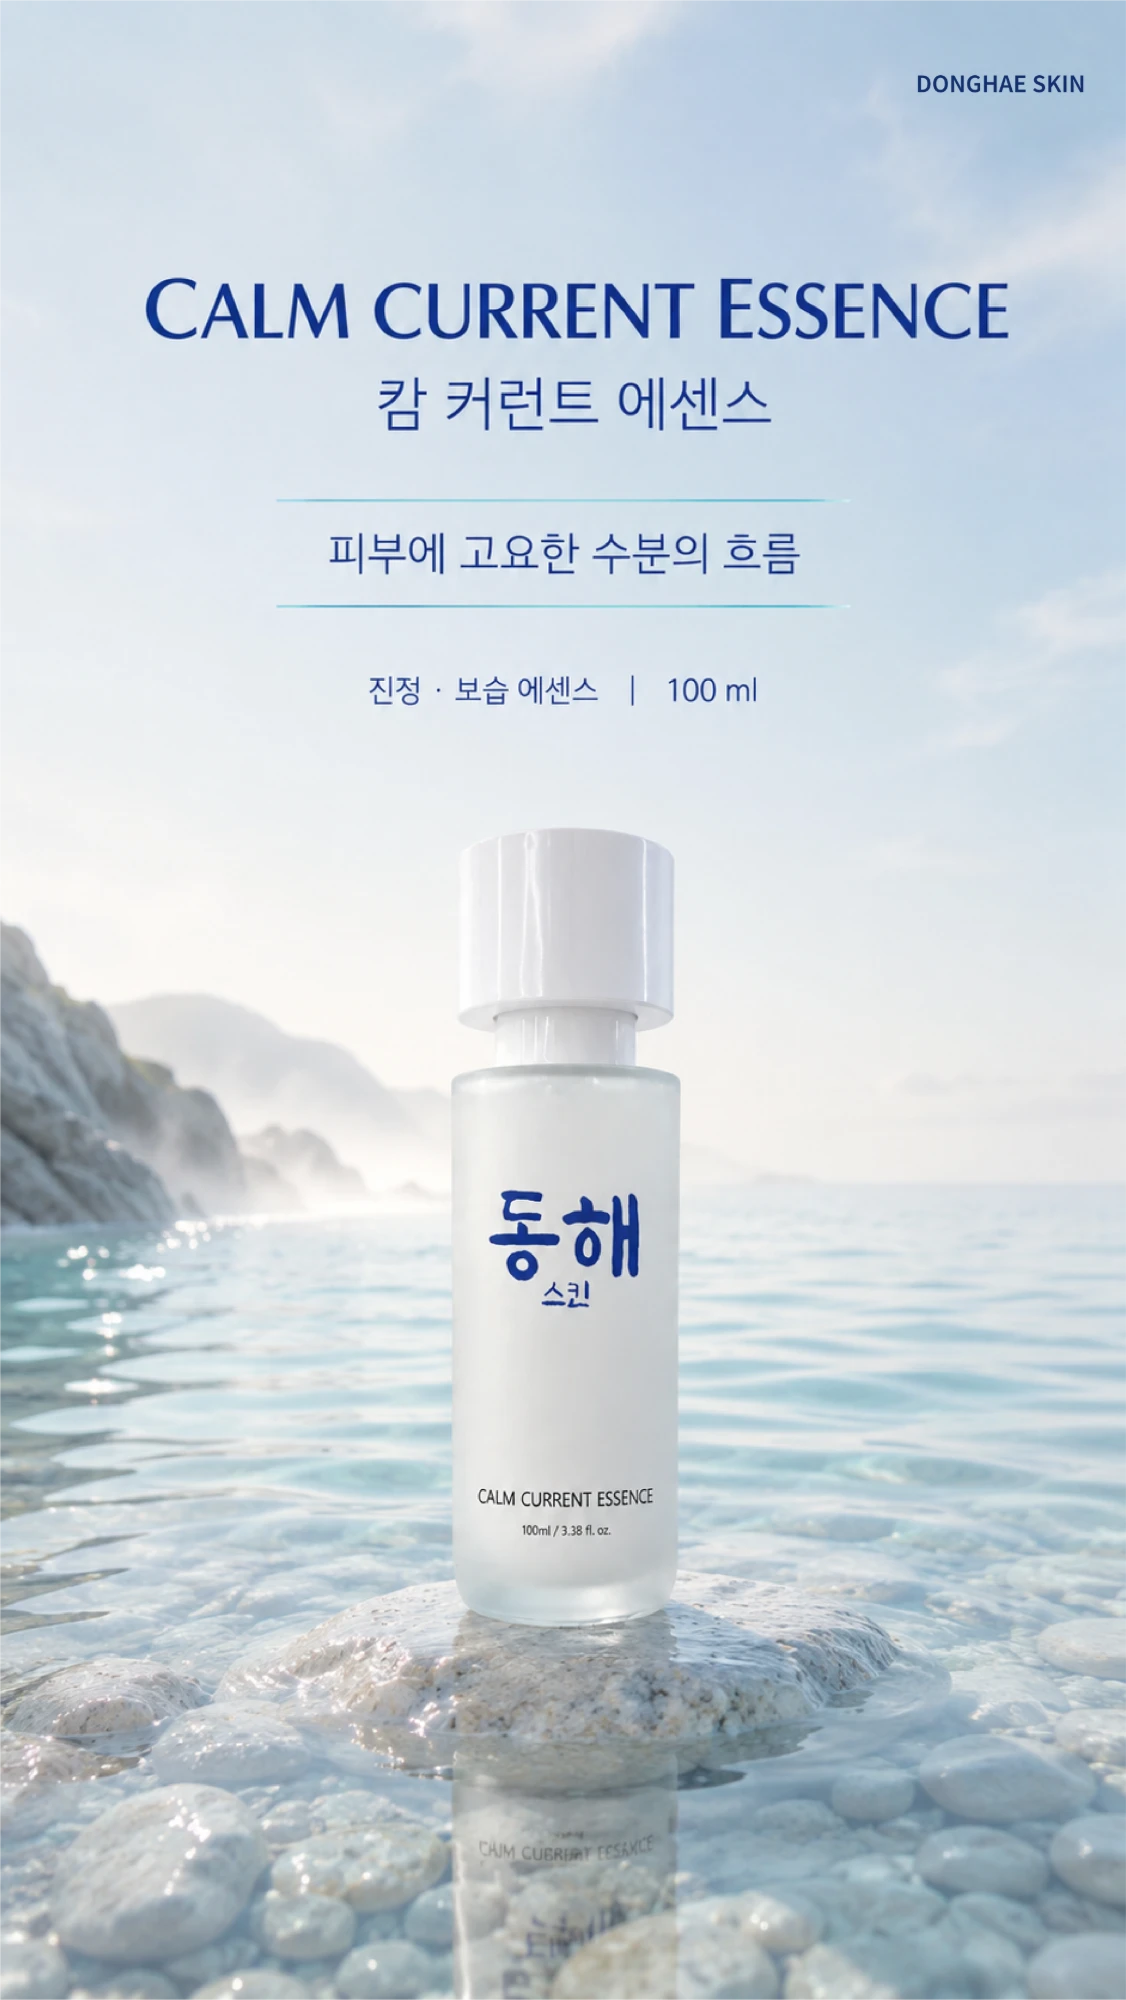 DONGHAE SKIN
CALM CURRENT ESSENCE
캄 커런트 에센스
피부에 고요한 수분의 흐름
진정 · 보습 에센스 | 100 ml
동해
스킨
CALM CURRENT ESSENCE
100ml / 3.38 fl. oz.